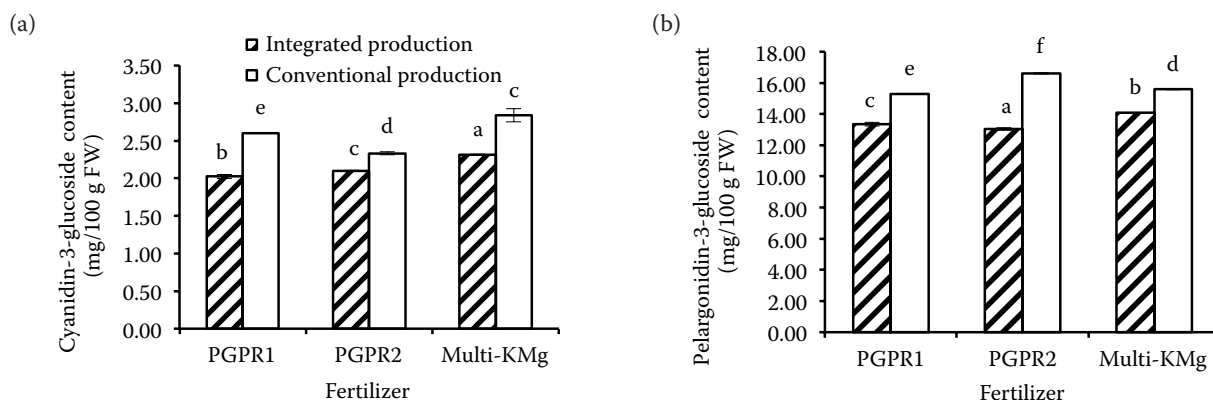 (a)
Integrated production
Conventional production
Cyanidin-3-glucoside content
(mg/100 g FW)
3.50
3.00
2.50
2.00
1.50
1.00
0.50
0.00
b
e
c
d
a
c
PGPR1
PGPR2
Multi-KMg
Fertilizer
(b)
Pelargonidin-3-glucoside content
(mg/100 g FW)
18.00
16.00
14.00
12.00
10.00
8.00
6.00
4.00
2.00
0.00
c
e
a
f
b
d
PGPR1
PGPR2
Multi-KMg
Fertilizer